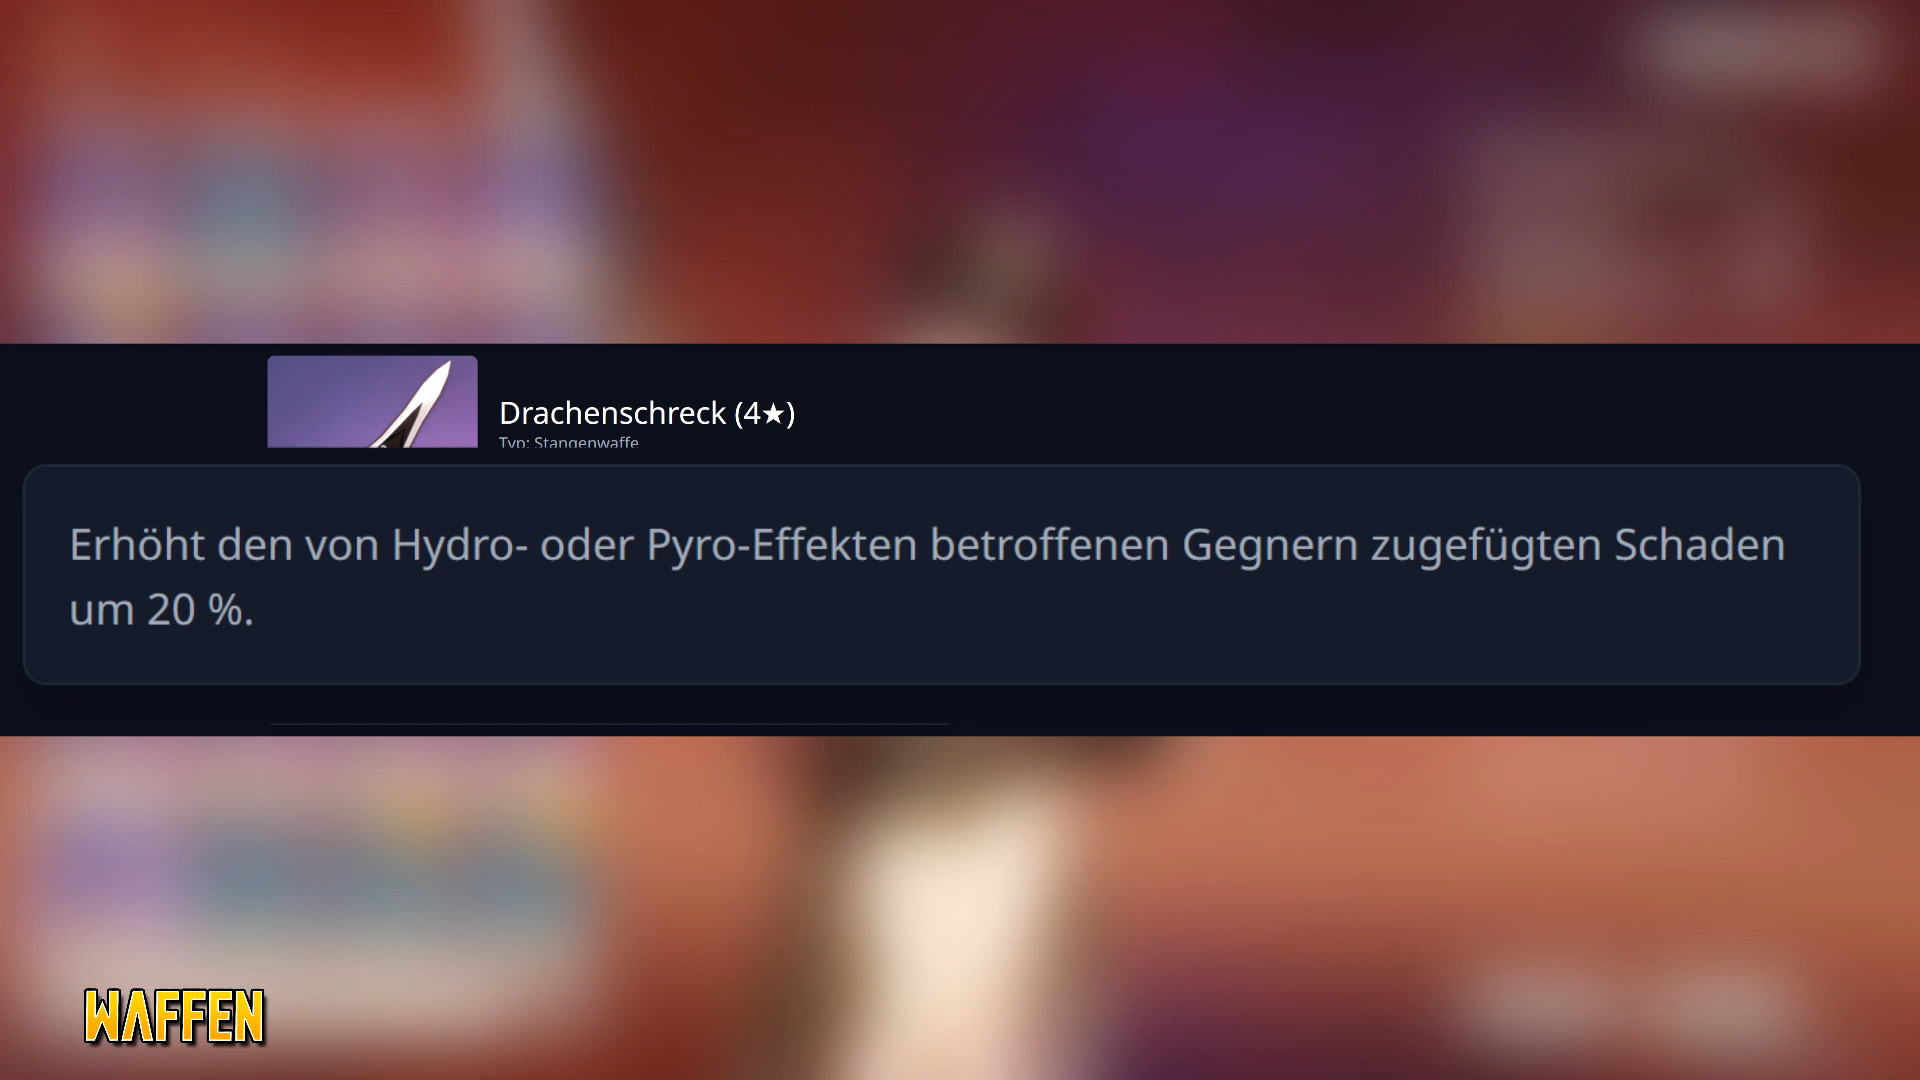 Drachenschreck (4★)
Typ: Stangenwaffe
Erhöht den von Hydro- oder Pyro-Effekten betroffenen Gegnern zugefügten Schaden
um 20 %.
WAFFEN